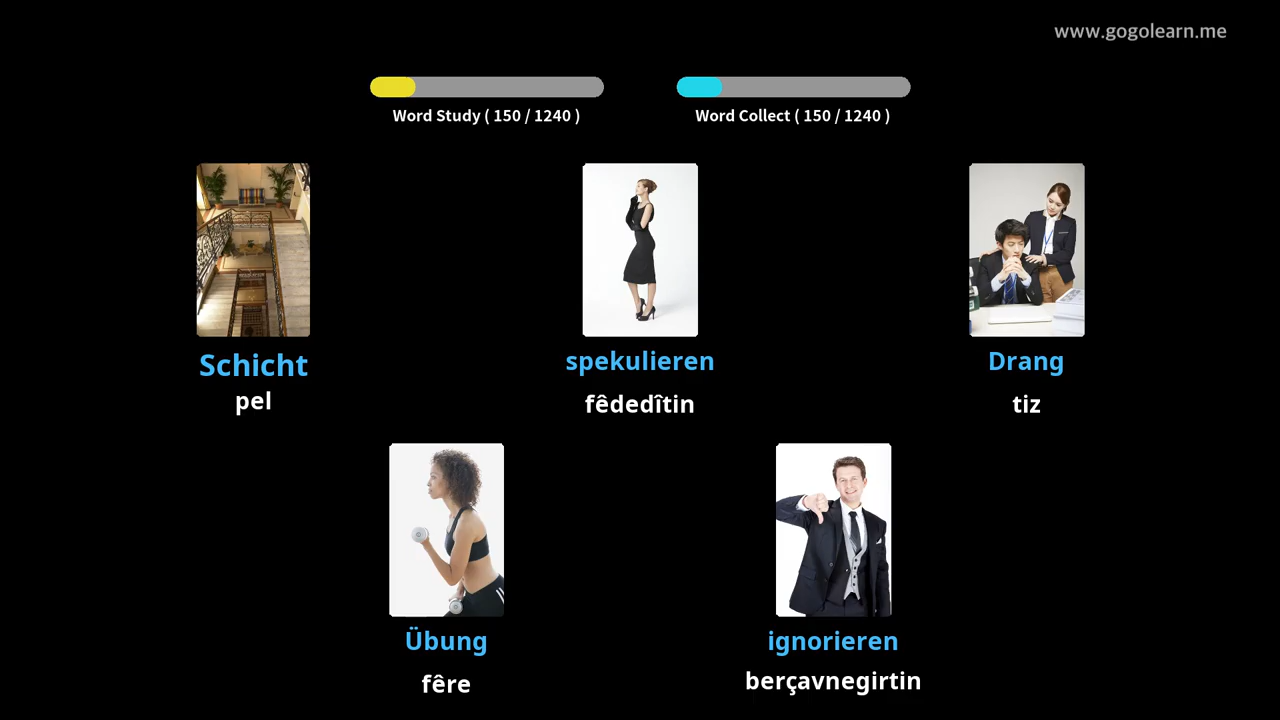 www.gogolearn.me
Word Study ( 150 / 1240 )
Word Collect ( 150 / 1240 )
Schicht
pel
spekulieren
fêdedîtin
Drang
tiz
Übung
fêre
ignorieren
berçavnegirtin